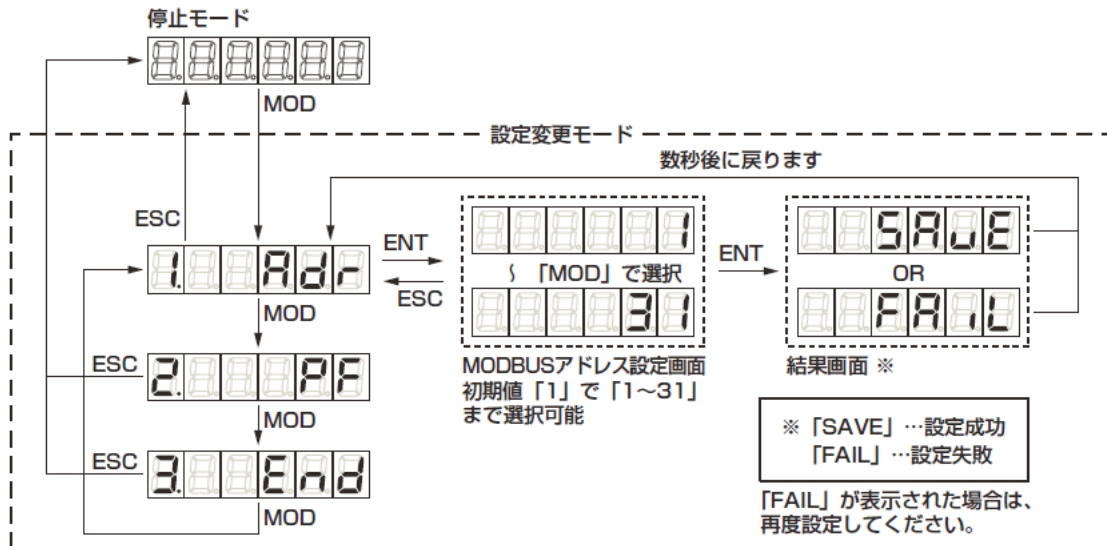 停止モード
MOD
設定変更モード
数秒後に戻ります
ESC
1. Adr
ENT
ESC
1
〜 「MOD」で選択
31
ENT
SAvE
OR
FAiL
MOD
MODBUSアドレス設定画面
初期値「1」で「1〜31」
まで選択可能
結果画面 ※
ESC
2. PF
MOD
※「SAVE」…設定成功
「FAIL」…設定失敗
ESC
3. End
MOD
「FAIL」が表示された場合は、
再度設定してください。